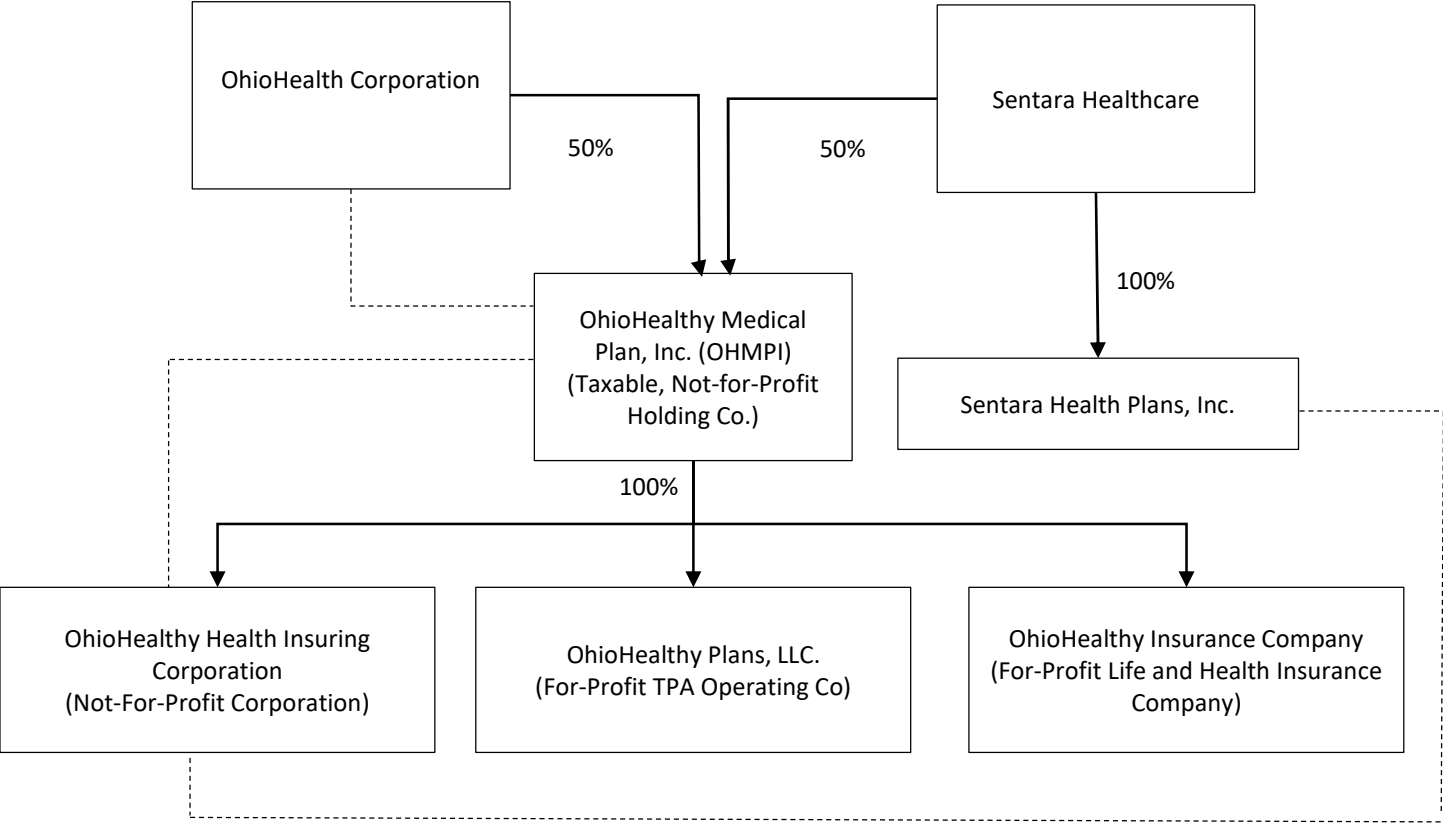 OhioHealth Corporation
Sentara Healthcare
50%
50%
100%
OhioHealthy Medical
Plan, Inc. (OHMPI)
(Taxable, Not-for-Profit
Holding Co.)
Sentara Health Plans, Inc.
100%
OhioHealthy Health Insuring
Corporation
(Not-For-Profit Corporation)
OhioHealthy Plans, LLC.
(For-Profit TPA Operating Co)
OhioHealthy Insurance Company
(For-Profit Life and Health Insurance
Company)